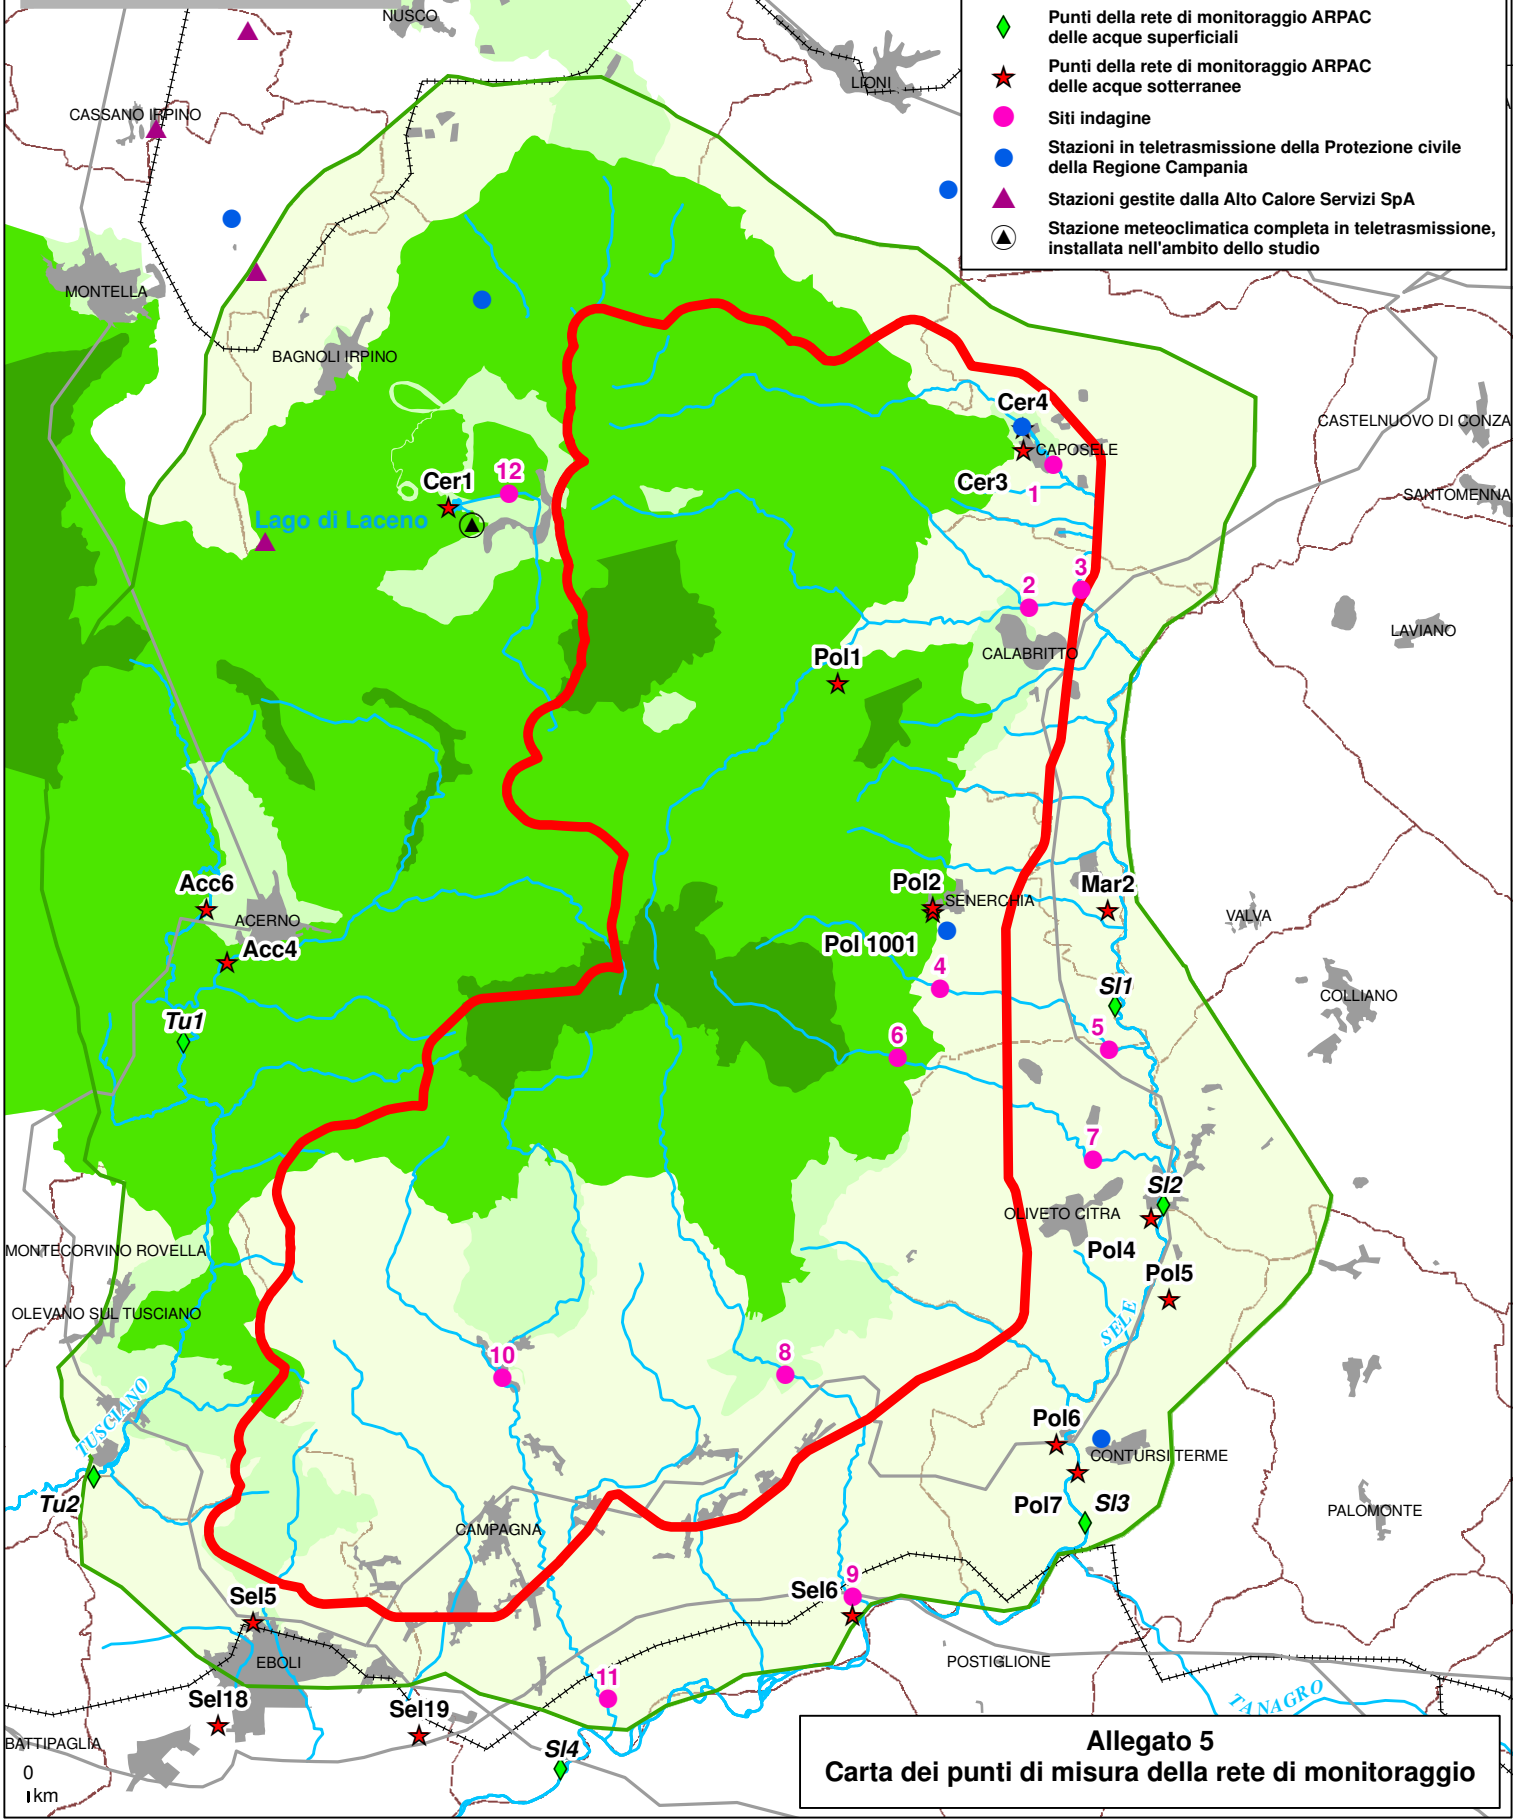 NUSCO
LIONI
Punti della rete di monitoraggio ARPAC
delle acque superficiali
Punti della rete di monitoraggio ARPAC
delle acque sotterranee
Siti indagine
Stazioni in teletrasmissione della Protezione civile
della Regione Campania
Stazioni gestite dalla Alto Calore Servizi SpA
Stazione meteoclimatica completa in teletrasmissione,
installata nell'ambito dello studio
CASSANO IRPINO
MONTELLA
BAGNOLI IRPINO
Cer4
CASTELNUOVO DI CONZA
CAPOSELE
Cer1
12
Cer3
1
SANTOMENNA
Lago di Laceno
3
2
LAVIANO
CALABRITTO
Pol1
Acc6
Pol2
Mar2
SENERCHIA
ACERNO
VALVA
Acc4
Pol 1001
4
Sl1
COLLIANO
Tu1
5
6
7
Sl2
OLIVETO CITRA
MONTECORVINO ROVELLA
Pol4
Pol5
OLEVANO SUL TUSCIANO
SELE
10
8
TUSCIANO
Pol6
CONTURSI TERME
Tu2
Pol7
Sl3
PALOMONTE
CAMPAGNA
9
Sel6
Sel5
EBOLI
POSTIGLIONE
11
TANAGRO
Sel18
Sel19
BATTIPAGLIA
Sl4
0
km
Allegato 5
Carta dei punti di misura della rete di monitoraggio